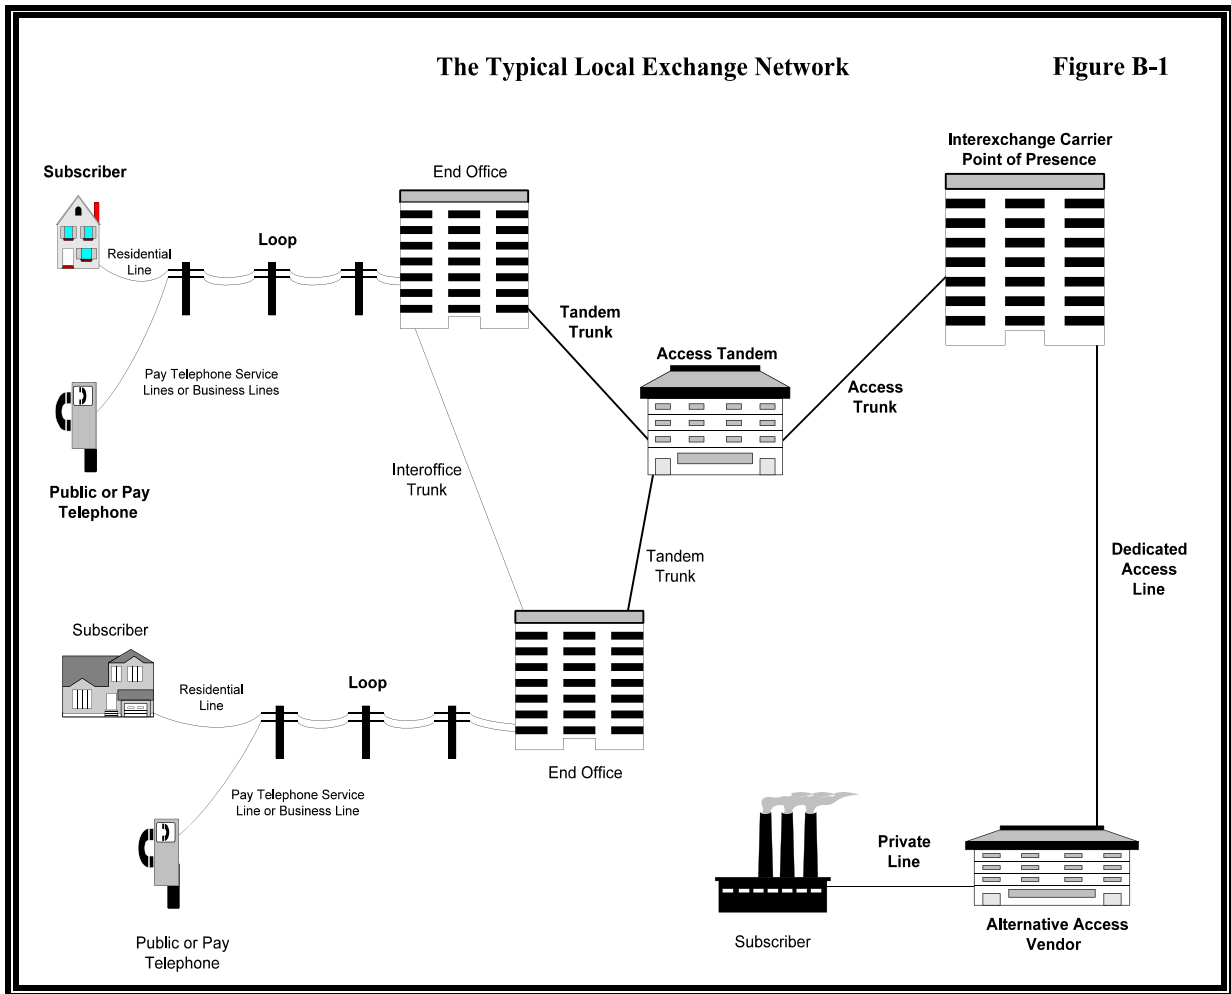 The Typical Local Exchange Network
Figure B-1
Interexchange Carrier
Point of Presence
Subscriber
End Office
Residential
Line
Loop
Tandem
Trunk
Access Tandem
Access
Trunk
Pay Telephone Service
Lines or Business Lines
Interoffice
Trunk
Public or Pay
Telephone
Tandem
Trunk
Dedicated
Access
Line
Subscriber
Residential
Line
Loop
End Office
Pay Telephone Service
Line or Business Line
Private
Line
Public or Pay
Telephone
Subscriber
Alternative Access
Vendor